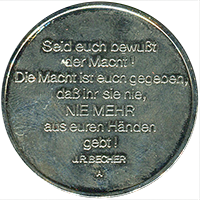 Seid euch bewußt
der Macht !
Die Macht ist euch gegeben,
daß ihr sie nie,
NIE MEHR
aus euren Händen
gebt !
J.R. BECHER
A